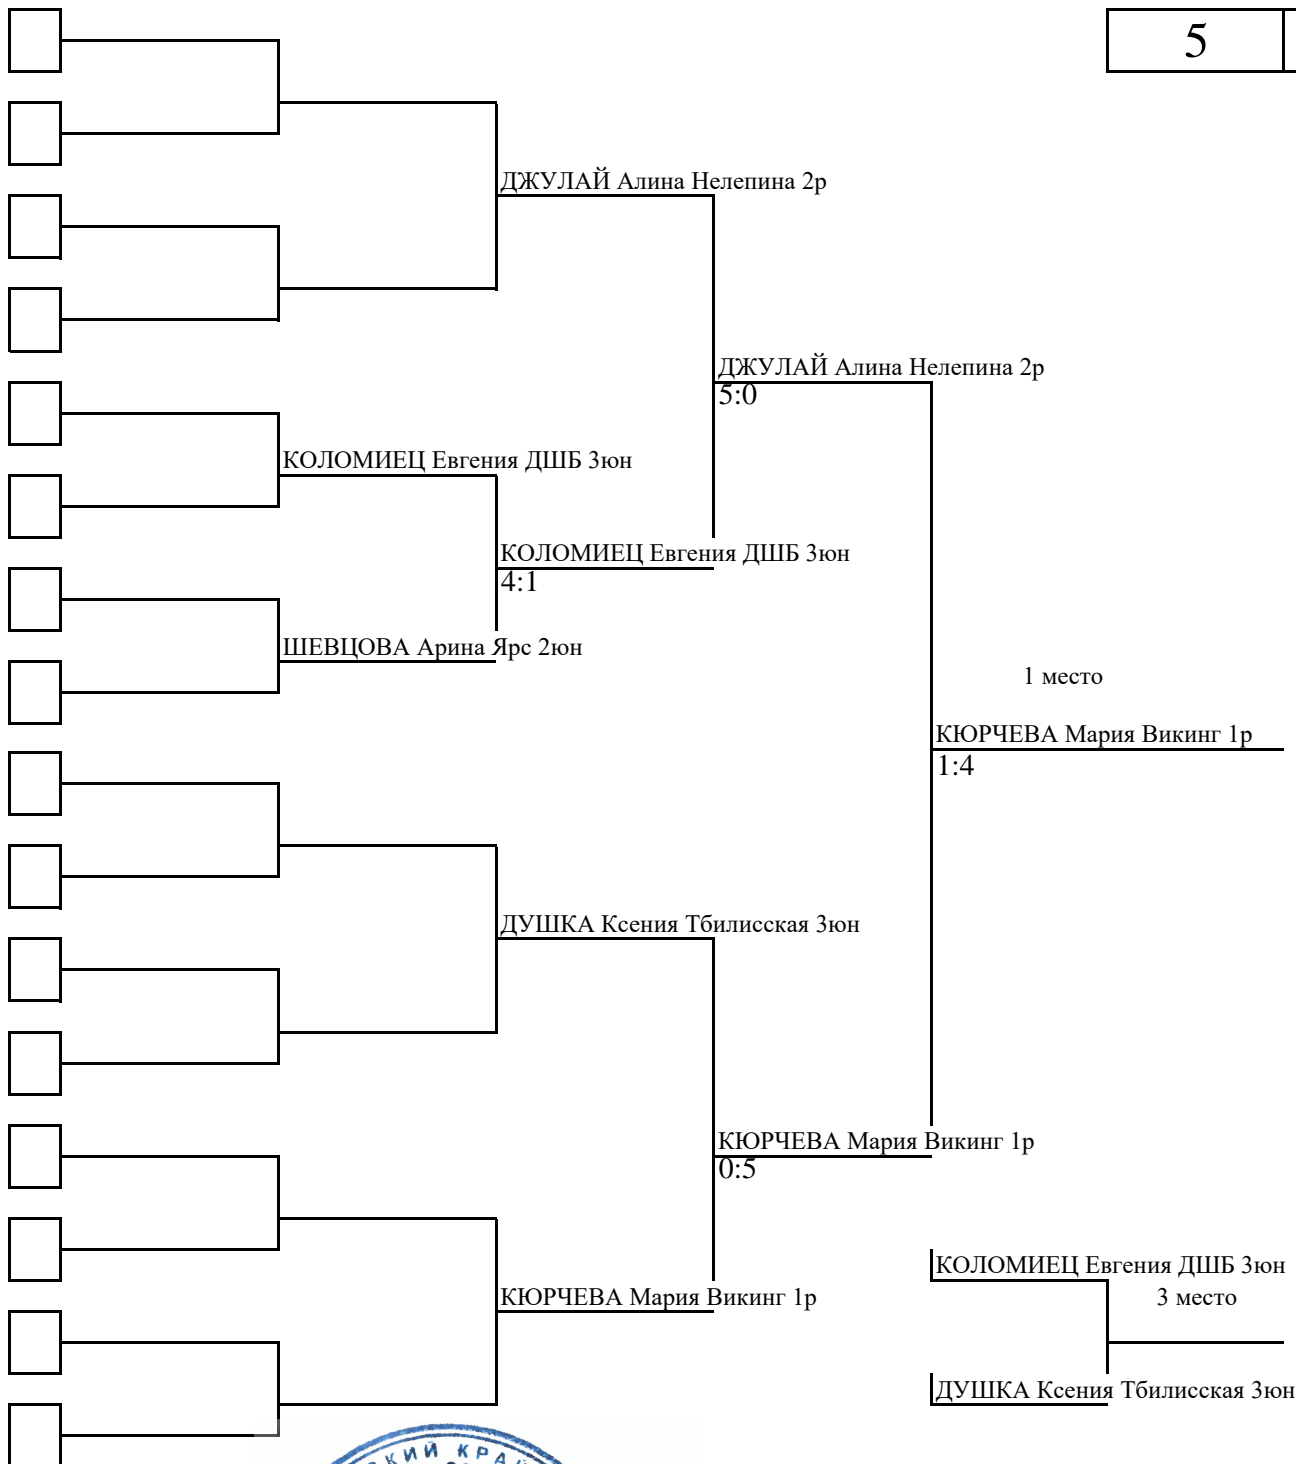 5
ДЖУЛАЙ Алина Нелепина 2р
ДЖУЛАЙ Алина Нелепина 2р
5:0
КОЛОМИЕЦ Евгения ДШБ 3юн
КОЛОМИЕЦ Евгения ДШБ 3юн
4:1
ШЕВЦОВА Арина Ярс 2юн
1 место
КЮРЧЕВА Мария Викинг 1р
1:4
ДУШКА Ксения Тбилисская 3юн
КЮРЧЕВА Мария Викинг 1р
0:5
КОЛОМИЕЦ Евгения ДШБ 3юн
КЮРЧЕВА Мария Викинг 1р
3 место
ДУШКА Ксения Тбилисская 3юн